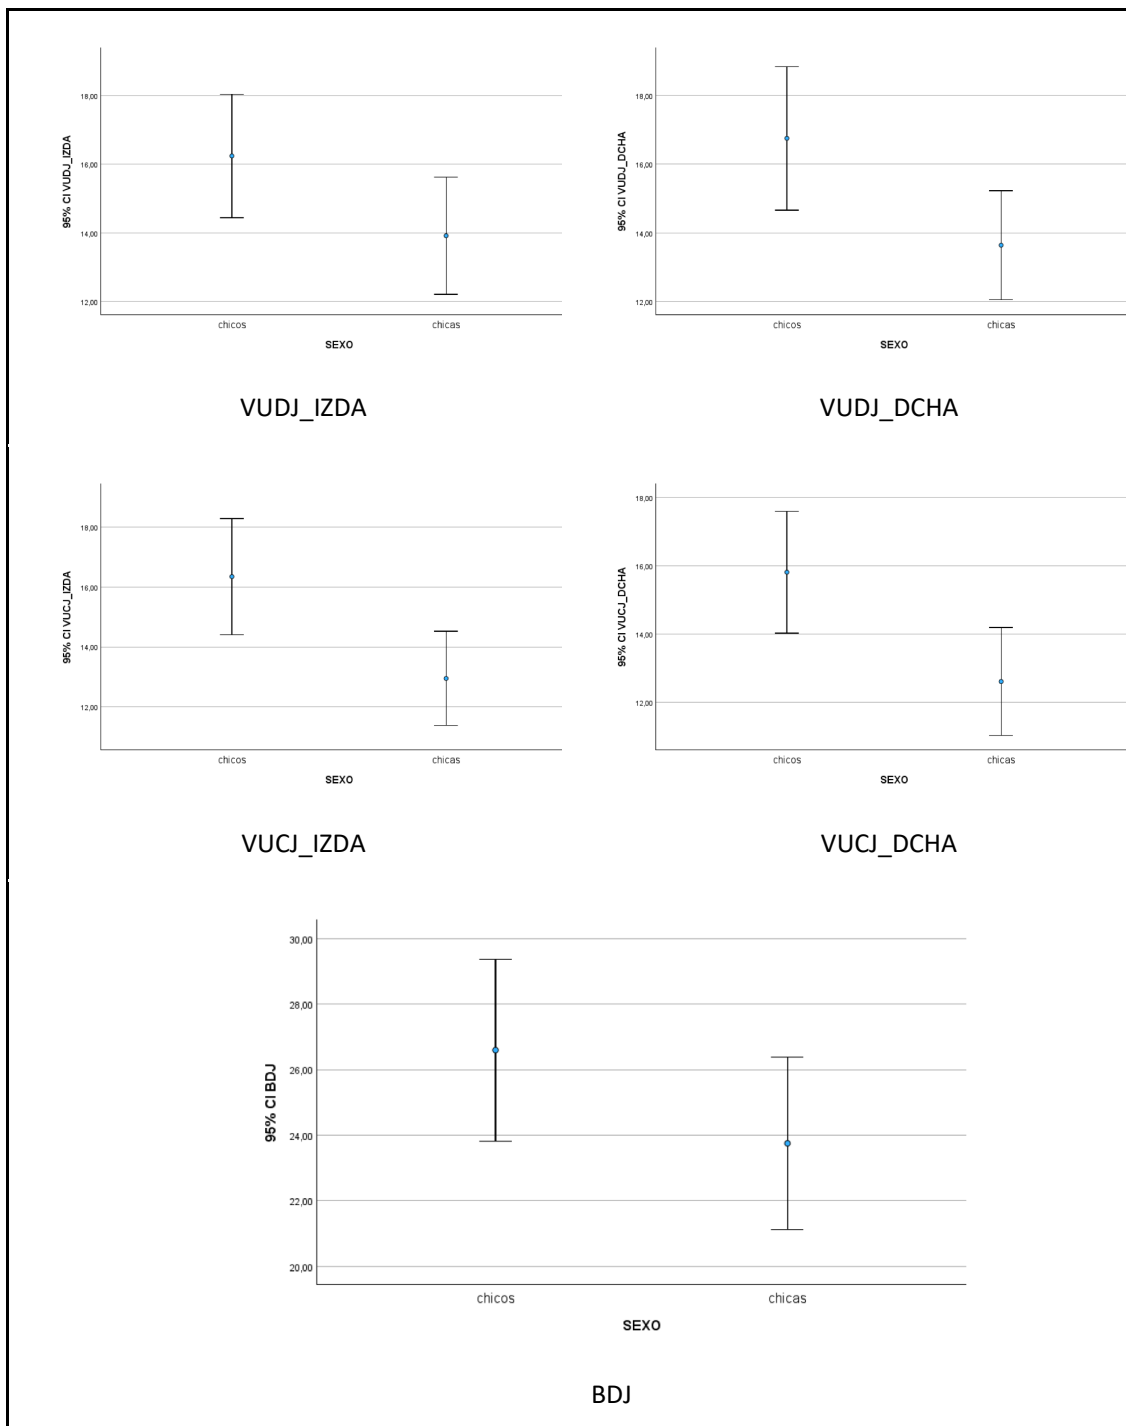 95% CI VUDJ_IZDA
18,00
16,00
14,00
12,00
chicos
chicas
SEXO
VUDJ_IZDA
95% CI VUDJ_DCHA
18,00
16,00
14,00
12,00
chicos
chicas
SEXO
VUDJ_DCHA
95% CI VUCJ_IZDA
18,00
16,00
14,00
12,00
chicos
chicas
SEXO
VUCJ_IZDA
95% CI VUCJ_DCHA
18,00
16,00
14,00
12,00
chicos
chicas
SEXO
VUCJ_DCHA
95% CI BDJ
30,00
28,00
26,00
24,00
22,00
20,00
chicos
chicas
SEXO
BDJ